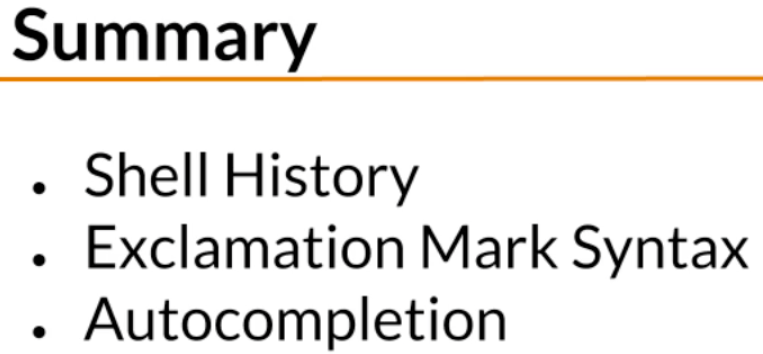 Summary
• Shell History
• Exclamation Mark Syntax
• Autocompletion